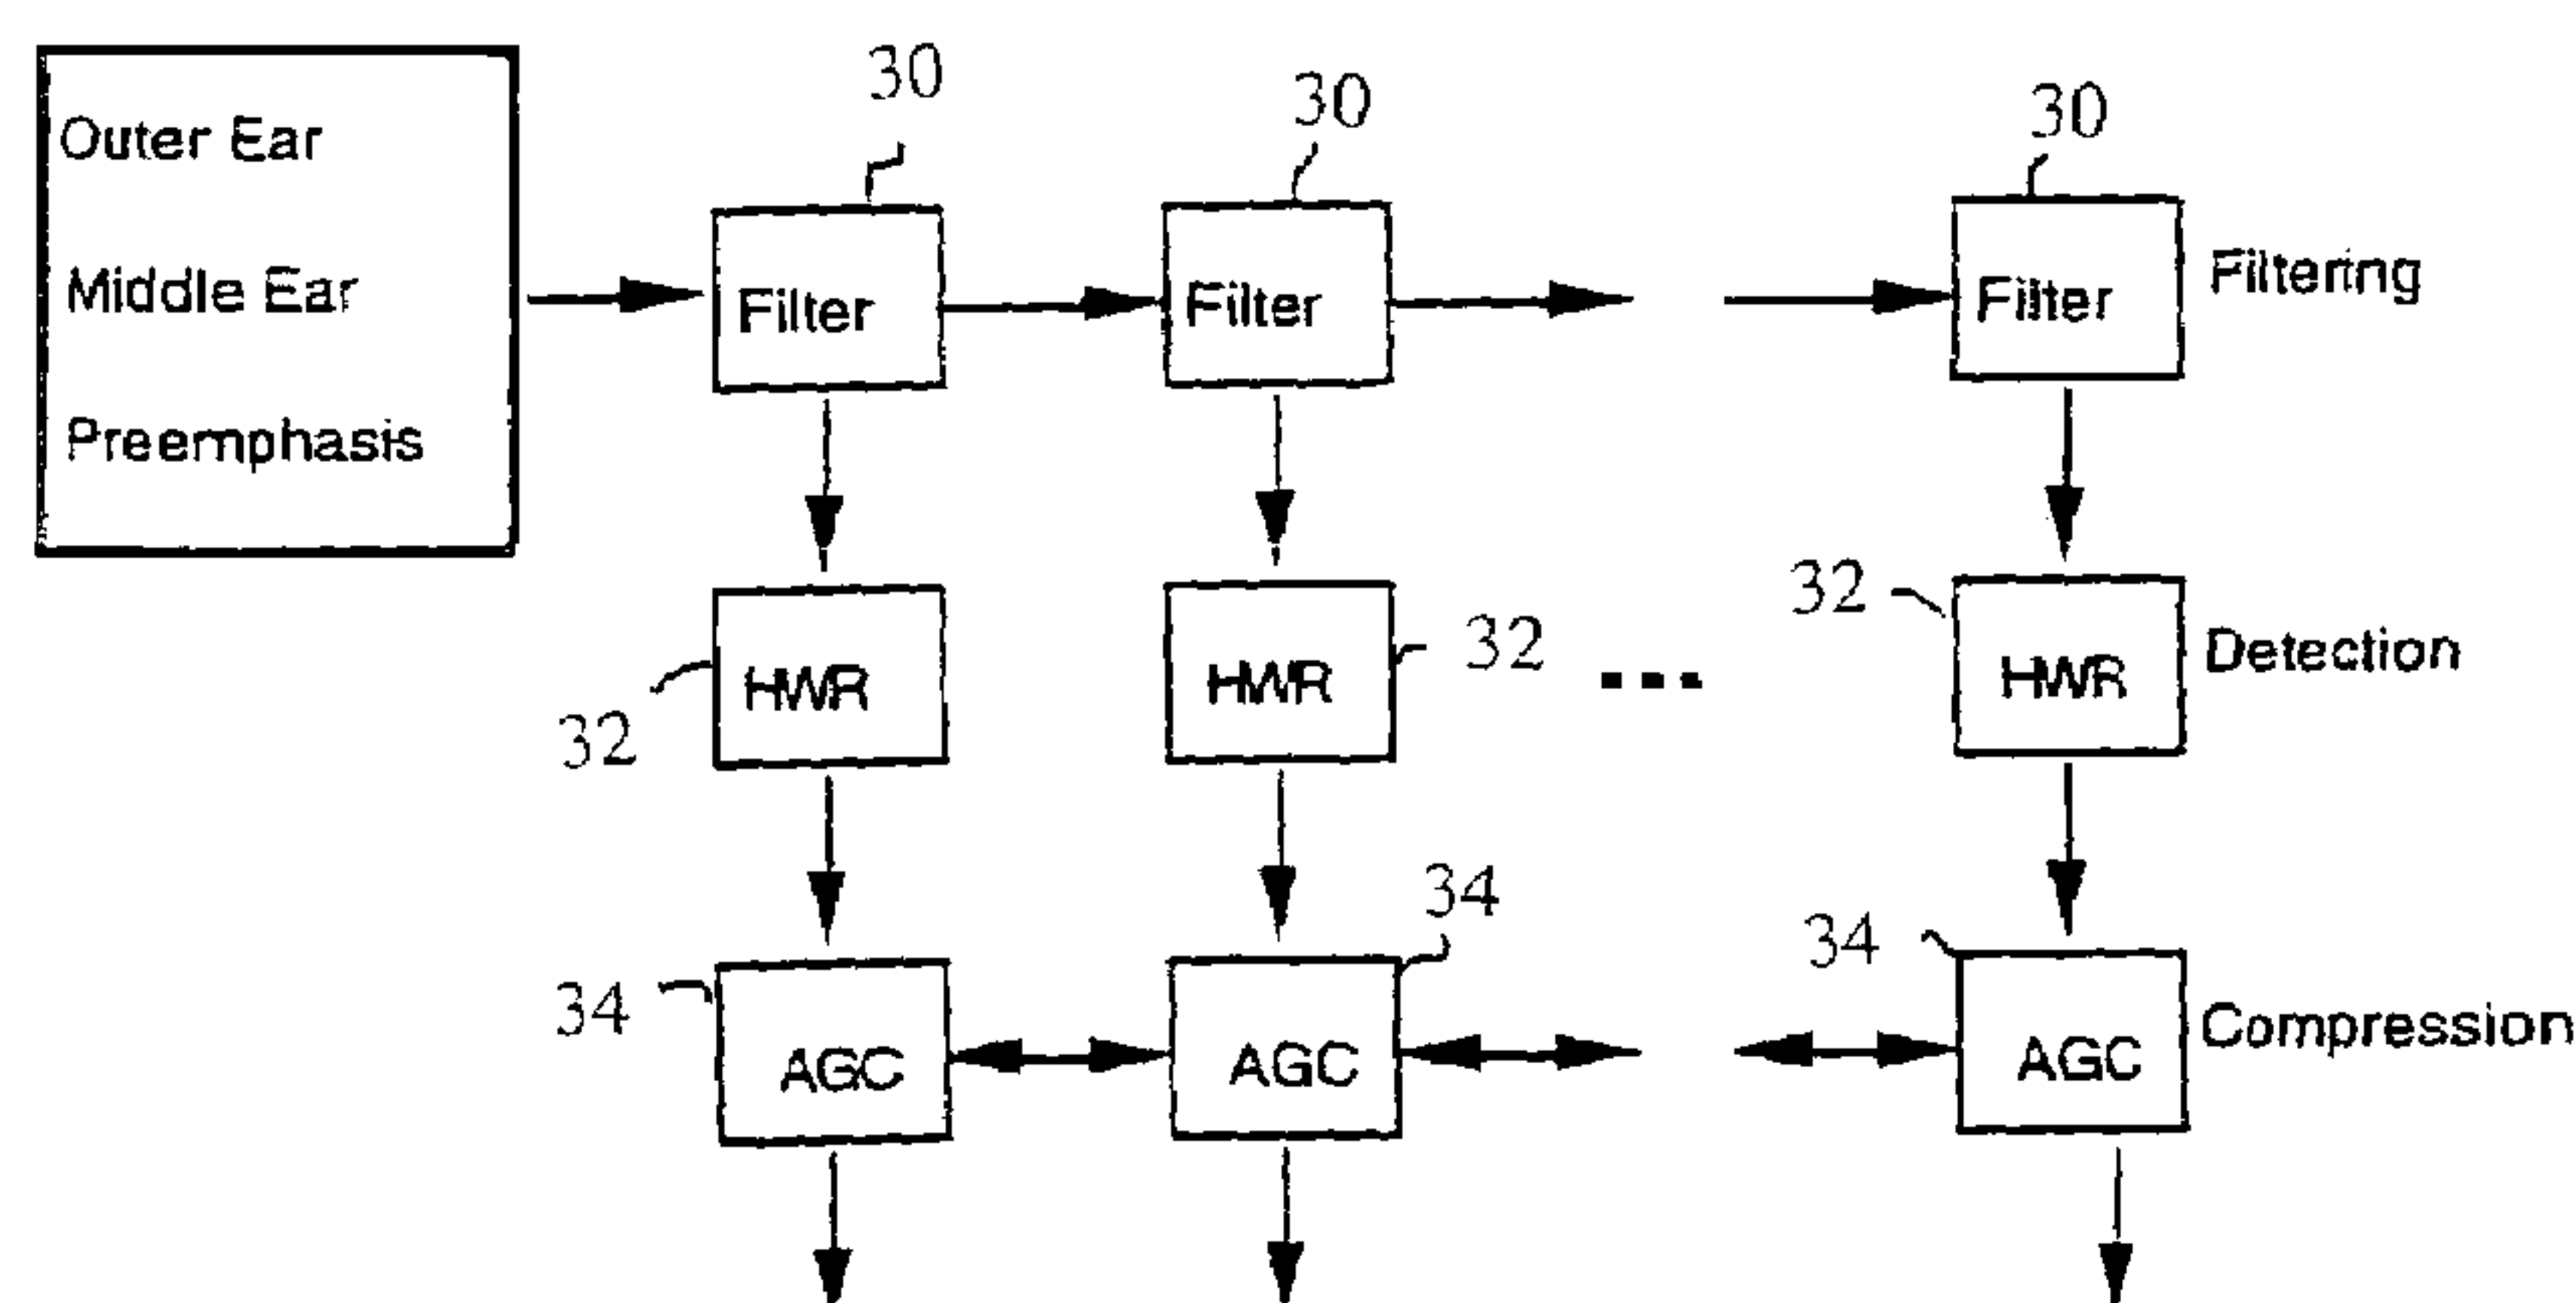 30 30 30
Outer Ear
Middle Ear
Preemphasis
Filter Filter Filter Filtering
32 HWR HWR 32 ... 32 HWR Detection
34 AGC AGC 34 34 AGC Compression